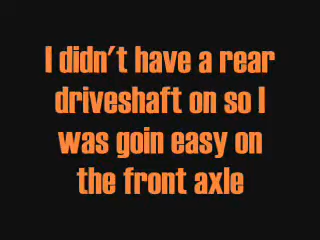 I didn't have a rear
driveshaft on so I
was goin easy on
the front axle